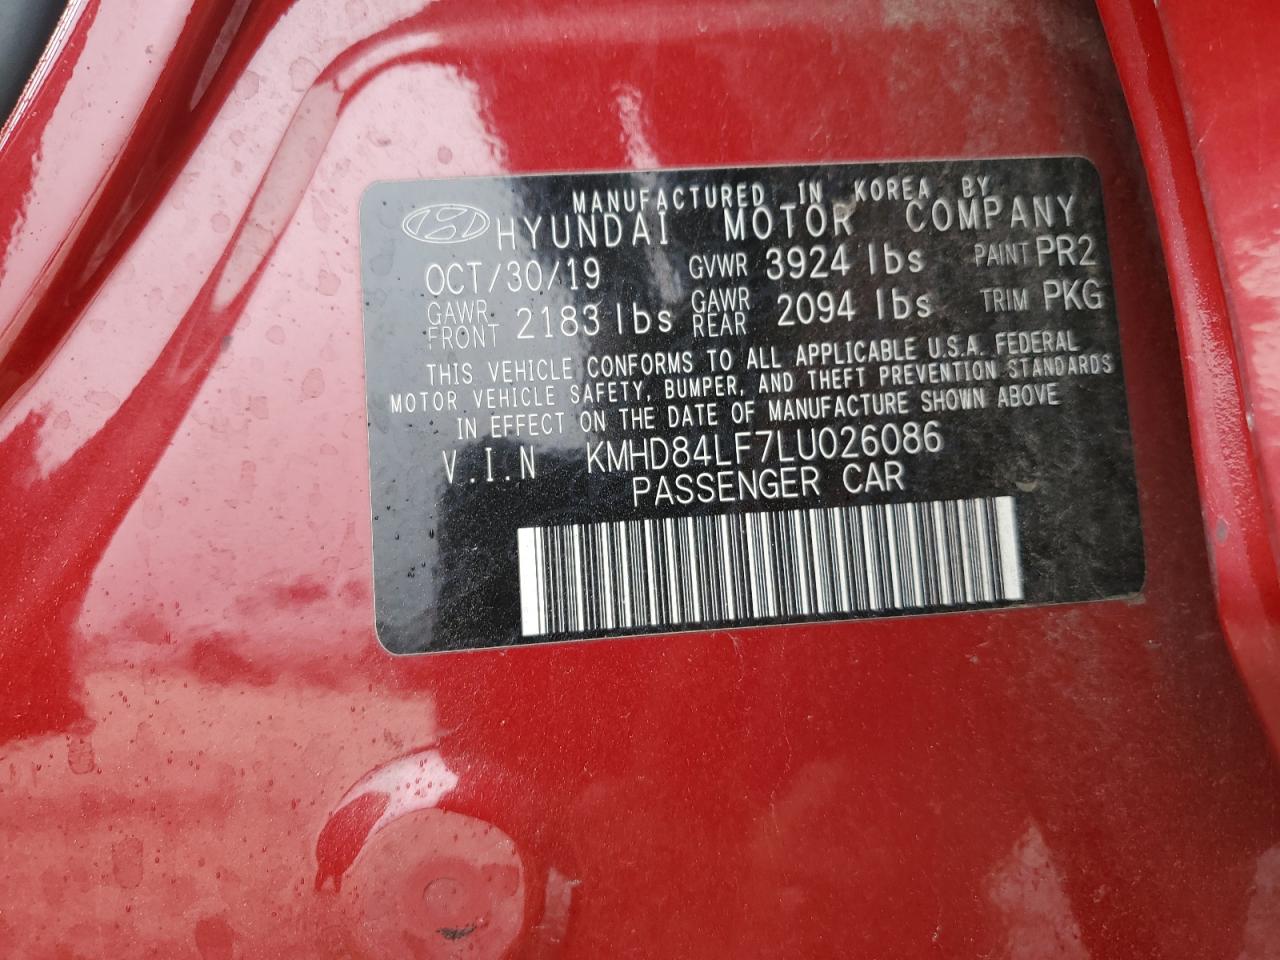 MANUFACTURED IN KOREA BY
HYUNDAI MOTOR COMPANY
OCT/30/19 GVWR 3924 lbs PAINT PR2
GAWR FRONT 2183 lbs GAWR REAR 2094 lbs TRIM PKG
THIS VEHICLE CONFORMS TO ALL APPLICABLE U.S.A. FEDERAL
MOTOR VEHICLE SAFETY, BUMPER, AND THEFT PREVENTION STANDARDS
IN EFFECT ON THE DATE OF MANUFACTURE SHOWN ABOVE
V.I.N KMHD84LF7LU026086
PASSENGER CAR